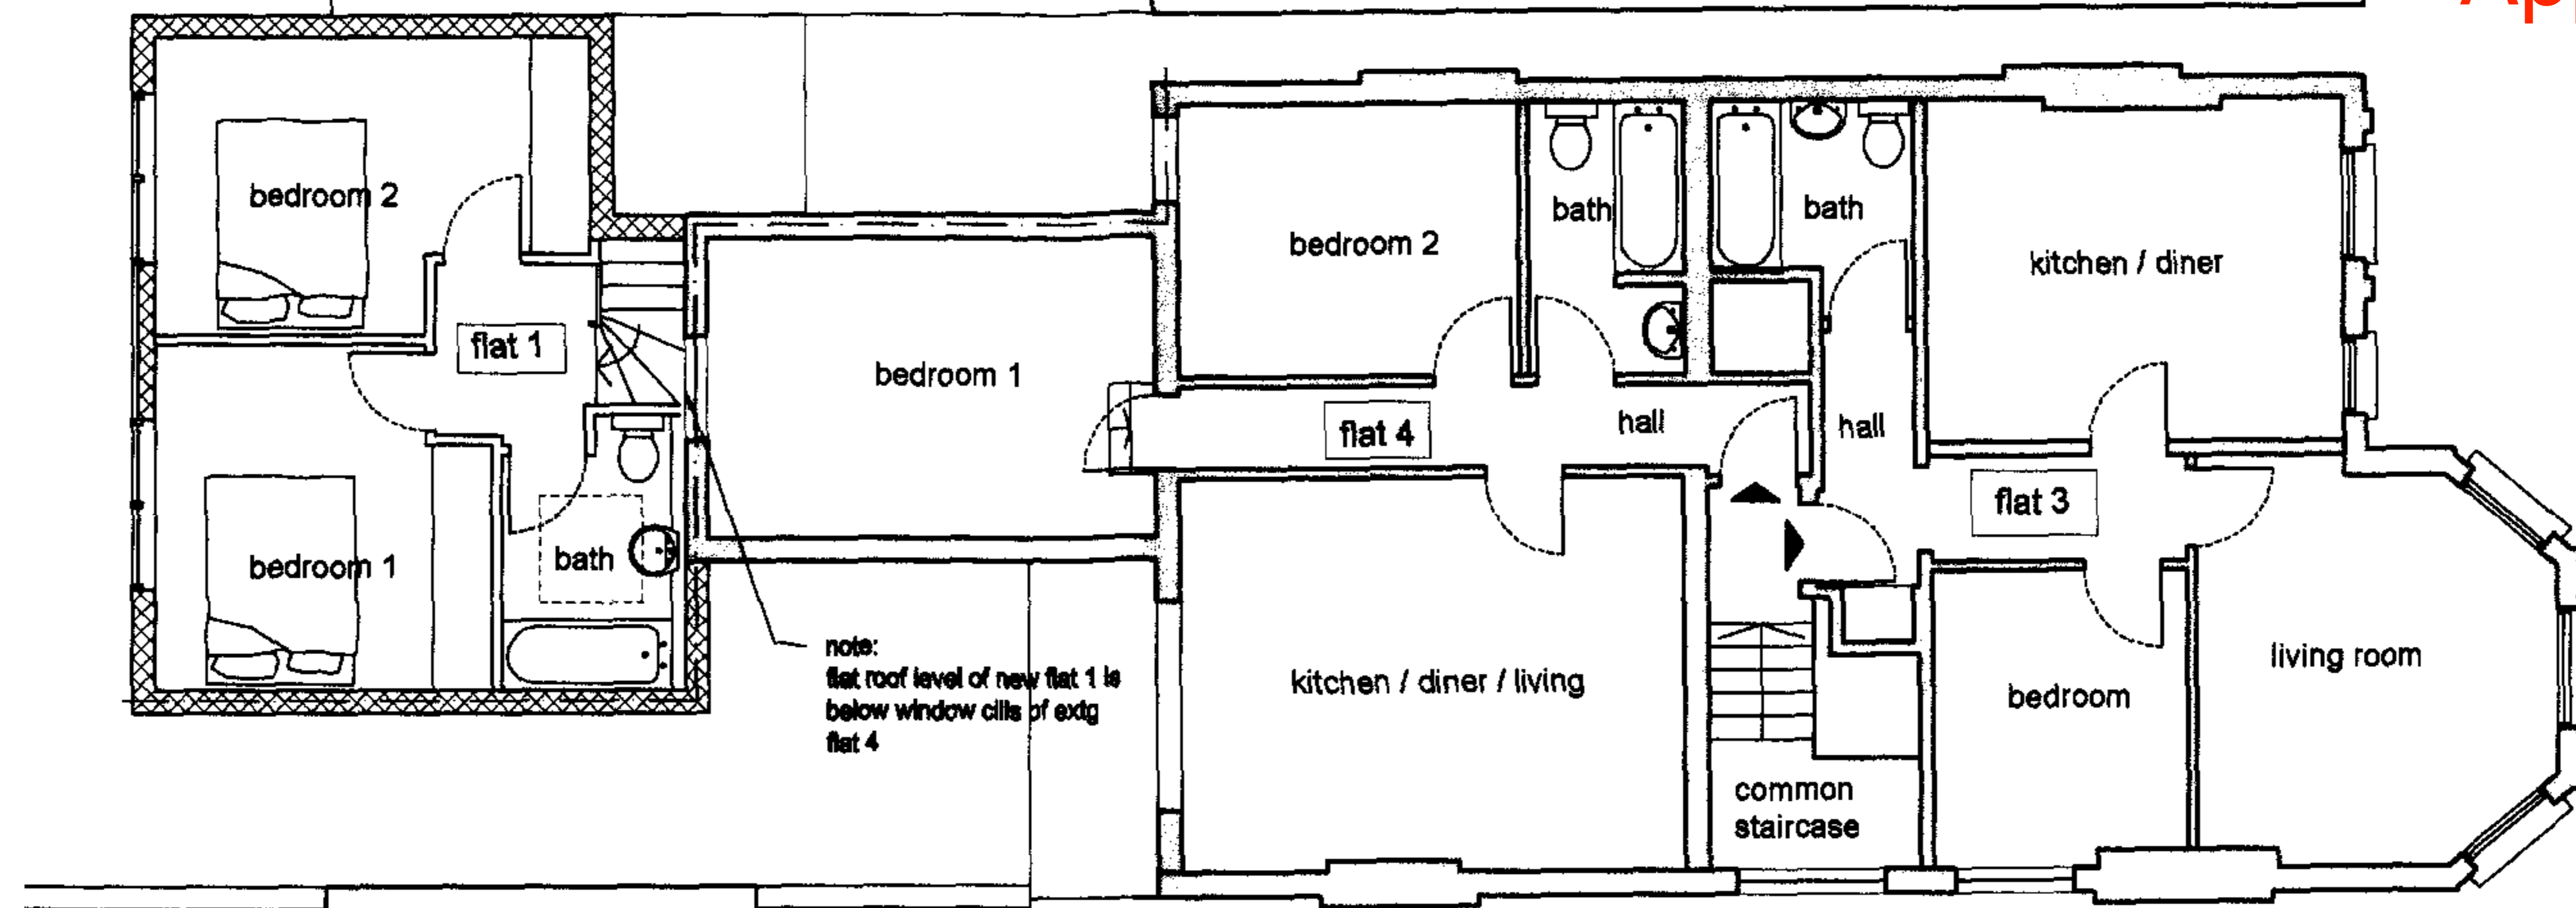 Ap
bedroom 2
flat 1
bedroom 1
bath
bedroom 1
note:
flat roof level of new flat 1 is
below window cills of extg
flat 4
bedroom 2
bath
flat 4
hall
kitchen / diner / living
bath
hall
kitchen / diner
flat 3
common
staircase
bedroom
living room